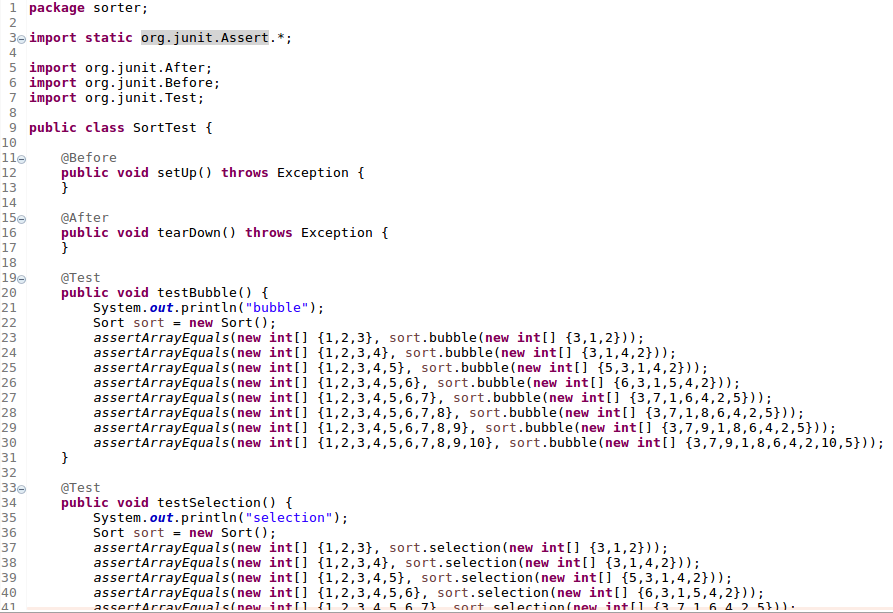 1 package sorter;
2
3 import static org.junit.Assert.*;
4
5 import org.junit.After;
6 import org.junit.Before;
7 import org.junit.Test;
8
9 public class SortTest {
10
11 @Before
12 public void setUp() throws Exception {
13 }
14
15 @After
16 public void tearDown() throws Exception {
17 }
18
19 @Test
20 public void testBubble() {
21 System.out.println("bubble");
22 Sort sort = new Sort();
23 assertArrayEquals(new int[] {1,2,3}, sort.bubble(new int[] {3,1,2}));
24 assertArrayEquals(new int[] {1,2,3,4}, sort.bubble(new int[] {3,1,4,2}));
25 assertArrayEquals(new int[] {1,2,3,4,5}, sort.bubble(new int[] {5,3,1,4,2}));
26 assertArrayEquals(new int[] {1,2,3,4,5,6}, sort.bubble(new int[] {6,3,1,5,4,2}));
27 assertArrayEquals(new int[] {1,2,3,4,5,6,7}, sort.bubble(new int[] {3,7,1,6,4,2,5}));
28 assertArrayEquals(new int[] {1,2,3,4,5,6,7,8}, sort.bubble(new int[] {3,7,1,8,6,4,2,5}));
29 assertArrayEquals(new int[] {1,2,3,4,5,6,7,8,9}, sort.bubble(new int[] {3,7,9,1,8,6,4,2,5}));
30 assertArrayEquals(new int[] {1,2,3,4,5,6,7,8,9,10}, sort.bubble(new int[] {3,7,9,1,8,6,4,2,10,5}));
31 }
32
33 @Test
34 public void testSelection() {
35 System.out.println("selection");
36 Sort sort = new Sort();
37 assertArrayEquals(new int[] {1,2,3}, sort.selection(new int[] {3,1,2}));
38 assertArrayEquals(new int[] {1,2,3,4}, sort.selection(new int[] {3,1,4,2}));
39 assertArrayEquals(new int[] {1,2,3,4,5}, sort.selection(new int[] {5,3,1,4,2}));
40 assertArrayEquals(new int[] {1,2,3,4,5,6}, sort.selection(new int[] {6,3,1,5,4,2}));
41 assertArrayEquals(new int[] {1,2,3,4,5,6,7}, sort.selection(new int[] {3,7,1,6,4,2,5}));